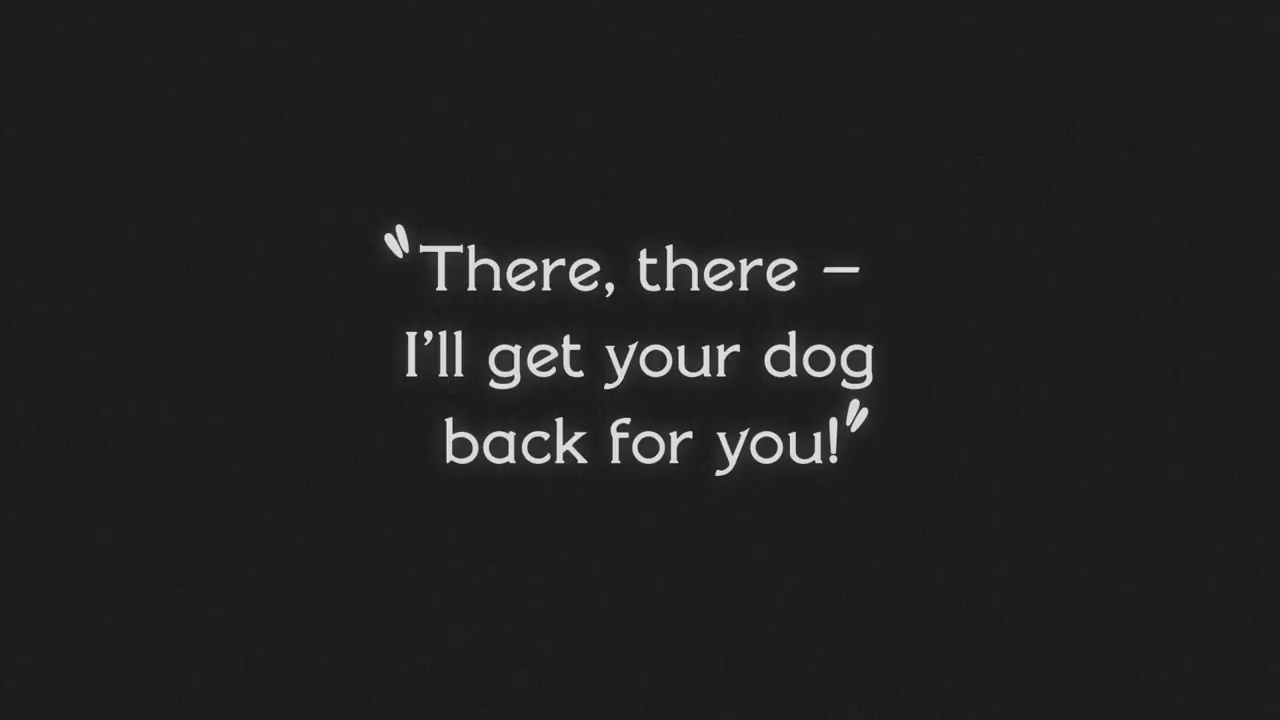 “There, there –
I’ll get your dog
back for you!”